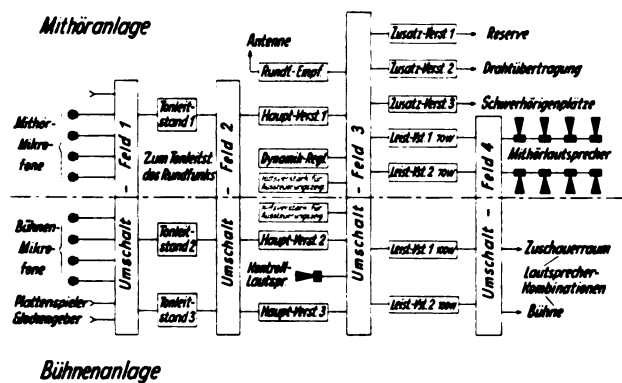 Mithöranlage
Antenne
Rundf.-Empf.
Zusatz-Verst. 1
Reserve
Zusatz-Verst. 2
Drahtübertragung
Zusatz-Verst. 3
Schwerhörigenplätze
Mithör-
Mikro-
fone
Umschalt - Feld 1
Tonleit-
stand 1
Zum Tonleitst.
des Rundfunks
Umschalt - Feld 2
Haupt-Verst. 1
Dynamik-Regl.
Aussteuerungszeig.
Umschalt - Feld 3
Leist.-Vst. 1 70W
Leist.-Vst. 2 70W
Umschalt - Feld 4
Mithörlautsprecher
Bühnen-
Mikro-
fone
Tonleit-
stand 2
Aussteuerungszeig.
Haupt-Verst. 2
Kontroll-
Lautspr.
Leist.-Vst. 1 100W
Zuschauerraum
Lautsprecher-
Kombinationen
Plattenspieler
Glockengeber
Tonleit-
stand 3
Haupt-Verst. 3
Leist.-Vst. 2 100W
Bühne
Bühnenanlage